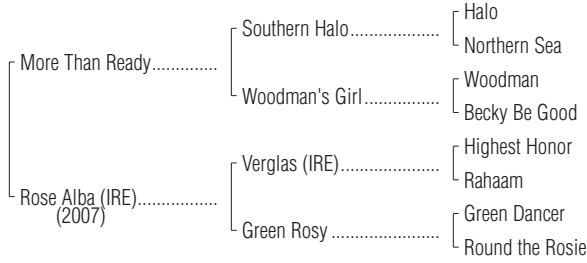 Halo
Southern Halo
Northern Sea
More Than Ready
Woodman
Woodman's Girl
Becky Be Good
Highest Honor
Verglas (IRE)
Rahaam
Rose Alba (IRE)
(2007)
Green Dancer
Green Rosy
Round the Rosie